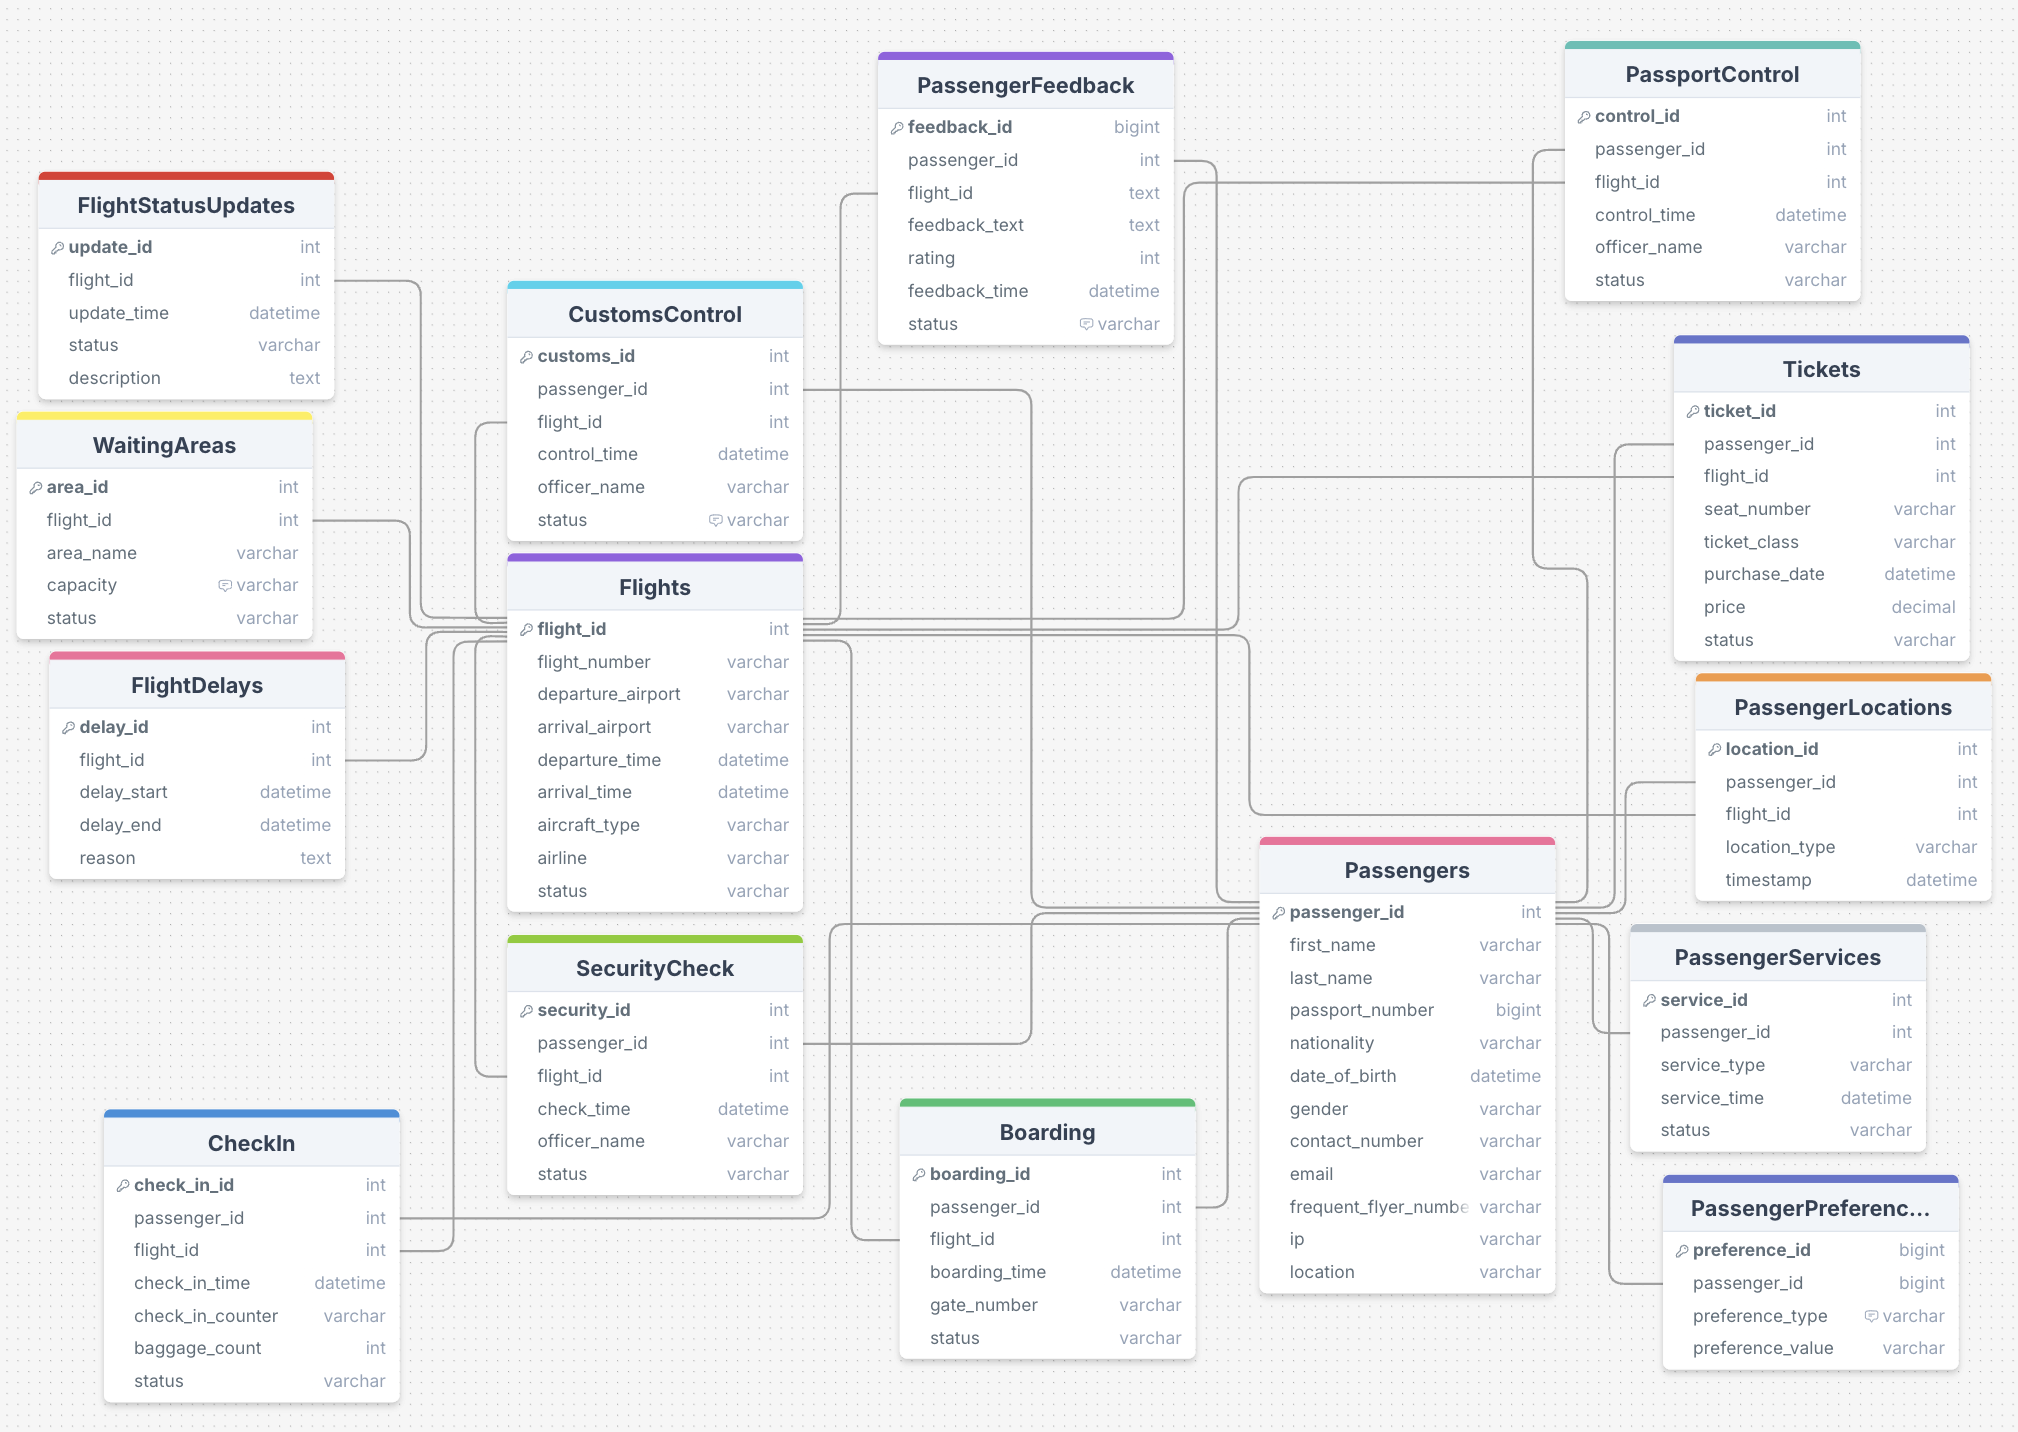 PassengerFeedback
feedback_id bigint
passenger_id int
flight_id text
feedback_text text
rating int
feedback_time datetime
status varchar
PassportControl
control_id int
passenger_id int
flight_id int
control_time datetime
officer_name varchar
status varchar
FlightStatusUpdates
update_id int
flight_id int
update_time datetime
status varchar
description text
CustomsControl
customs_id int
passenger_id int
flight_id int
control_time datetime
officer_name varchar
status varchar
Tickets
ticket_id int
passenger_id int
flight_id int
seat_number varchar
ticket_class varchar
purchase_date datetime
price decimal
status varchar
WaitingAreas
area_id int
flight_id int
area_name varchar
capacity varchar
status varchar
Flights
flight_id int
flight_number varchar
departure_airport varchar
arrival_airport varchar
departure_time datetime
arrival_time datetime
aircraft_type varchar
airline varchar
status varchar
FlightDelays
delay_id int
flight_id int
delay_start datetime
delay_end datetime
reason text
PassengerLocations
location_id int
passenger_id int
flight_id int
location_type varchar
timestamp datetime
Passengers
passenger_id int
first_name varchar
last_name varchar
passport_number bigint
nationality varchar
date_of_birth datetime
gender varchar
contact_number varchar
email varchar
frequent_flyer_numbe varchar
ip varchar
location varchar
SecurityCheck
security_id int
passenger_id int
flight_id int
check_time datetime
officer_name varchar
status varchar
PassengerServices
service_id int
passenger_id int
service_type varchar
service_time datetime
status varchar
CheckIn
check_in_id int
passenger_id int
flight_id int
check_in_time datetime
check_in_counter varchar
baggage_count int
status varchar
Boarding
boarding_id int
passenger_id int
flight_id int
boarding_time datetime
gate_number varchar
status varchar
PassengerPreferenc...
preference_id bigint
passenger_id bigint
preference_type varchar
preference_value varchar